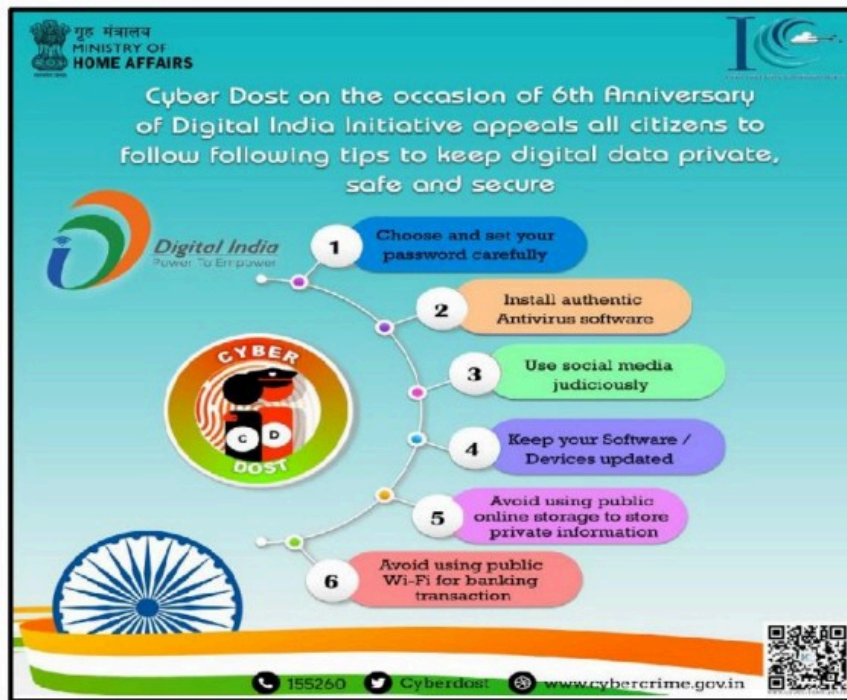 गृह मंत्रालय
MINISTRY OF
HOME AFFAIRS
Cyber Dost on the occasion of 6th Anniversary
of Digital India Initiative appeals all citizens to
follow following tips to keep digital data private,
safe and secure
Digital India
Power To Empower
1
Choose and set your
password carefully
2
Install authentic
Antivirus software
3
Use social media
judiciously
CYBER
C D
DOST
4
Keep your Software /
Devices updated
5
Avoid using public
online storage to store
private information
6
Avoid using public
Wi-Fi for banking
transaction
155260 Cyberdost www.cybercrime.gov.in